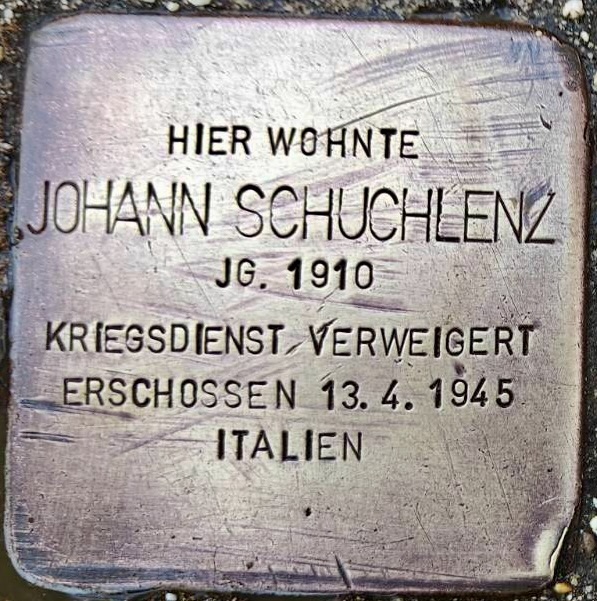 HIER WOHNTE
JOHANN SCHUCHLENZ
JG. 1910
KRIEGSDIENST VERWEIGERT
ERSCHOSSEN 13. 4. 1945
ITALIEN